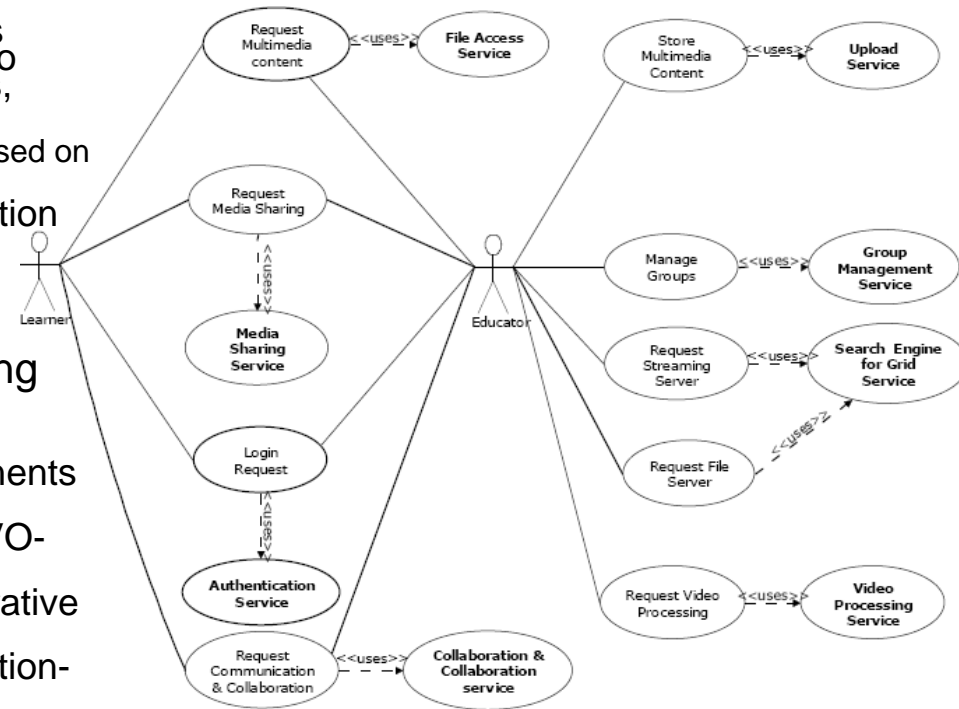 s
o
,
sed on
tion
ng
nents
/O-
ative
tion-
Request
Multimedia
content
<<uses>>
File Access
Service
Request
Media Sharing
<<uses>>
Media
Sharing
Service
Learner
Login
Request
<<uses>>
Authentication
Service
Request
Communication
& Collaboration
<<uses>>
Collaboration &
Collaboration
service
Educator
Store
Multimedia
Content
<<uses>>
Upload
Service
Manage
Groups
<<uses>>
Group
Management
Service
Request
Streaming
Server
<<uses>>
Search Engine
for Grid
Service
Request File
Server
<<uses>>
Request Video
Processing
<<uses>>
Video
Processing
Service